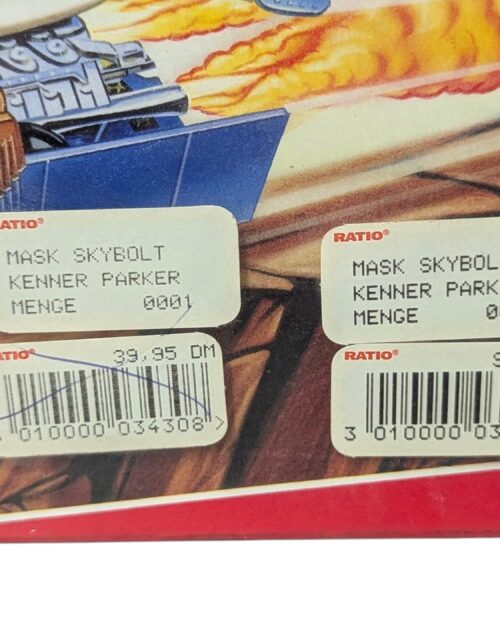 RATIO®
MASK SKYBOLT
KENNER PARKER
MENGE 0001
RATIO®
39,95 DM
010000 034308 >
RATIO®
MASK SKYBOL
KENNER PARK
MENGE 00
RATIO®
3 010000 03